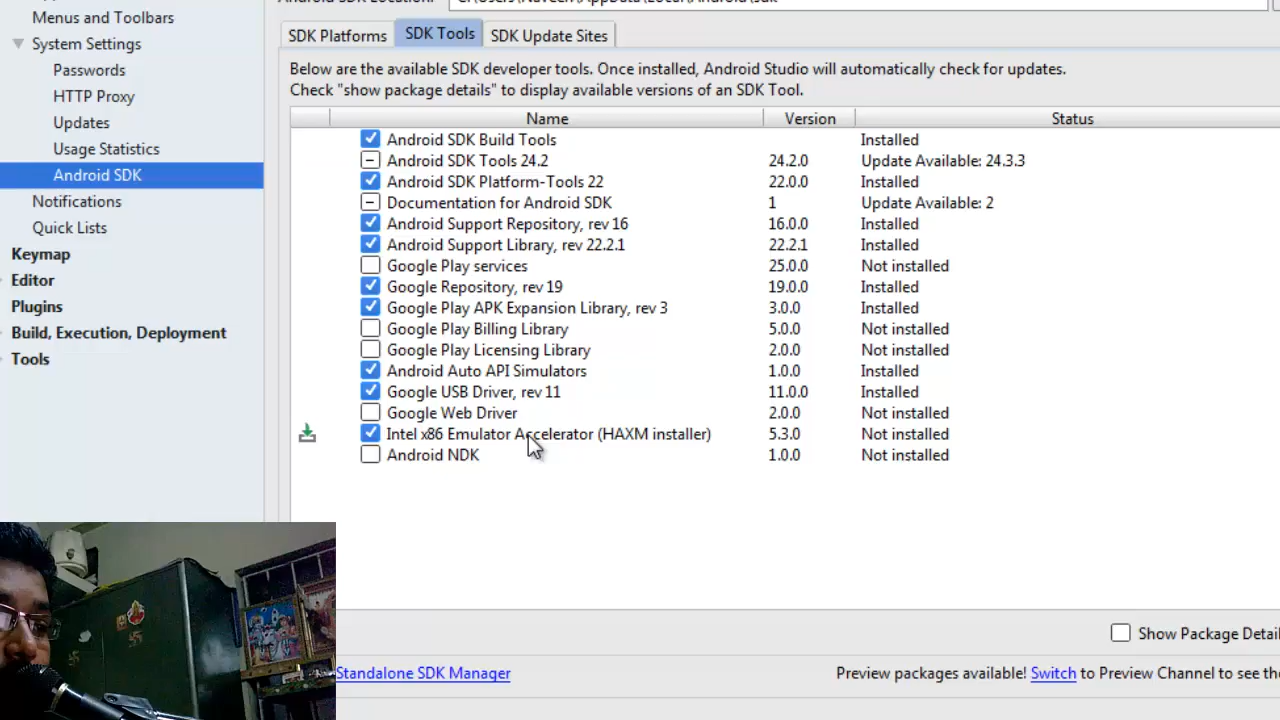 Menus and Toolbars
System Settings
Passwords
HTTP Proxy
Updates
Usage Statistics
Android SDK
Notifications
Quick Lists
Keymap
Editor
Plugins
Build, Execution, Deployment
Tools
SDK Platforms SDK Tools SDK Update Sites
Below are the available SDK developer tools. Once installed, Android Studio will automatically check for updates.
Check "show package details" to display available versions of an SDK Tool.
Name Version Status
Android SDK Build Tools Installed
Android SDK Tools 24.2 24.2.0 Update Available: 24.3.3
Android SDK Platform-Tools 22 22.0.0 Installed
Documentation for Android SDK 1 Update Available: 2
Android Support Repository, rev 16 16.0.0 Installed
Android Support Library, rev 22.2.1 22.2.1 Installed
Google Play services 25.0.0 Not installed
Google Repository, rev 19 19.0.0 Installed
Google Play APK Expansion Library, rev 3 3.0.0 Installed
Google Play Billing Library 5.0.0 Not installed
Google Play Licensing Library 2.0.0 Not installed
Android Auto API Simulators 1.0.0 Installed
Google USB Driver, rev 11 11.0.0 Installed
Google Web Driver 2.0.0 Not installed
Intel x86 Emulator Accelerator (HAXM installer) 5.3.0 Not installed
Android NDK 1.0.0 Not installed
Show Package Detail
Standalone SDK Manager Preview packages available! Switch to Preview Channel to see the